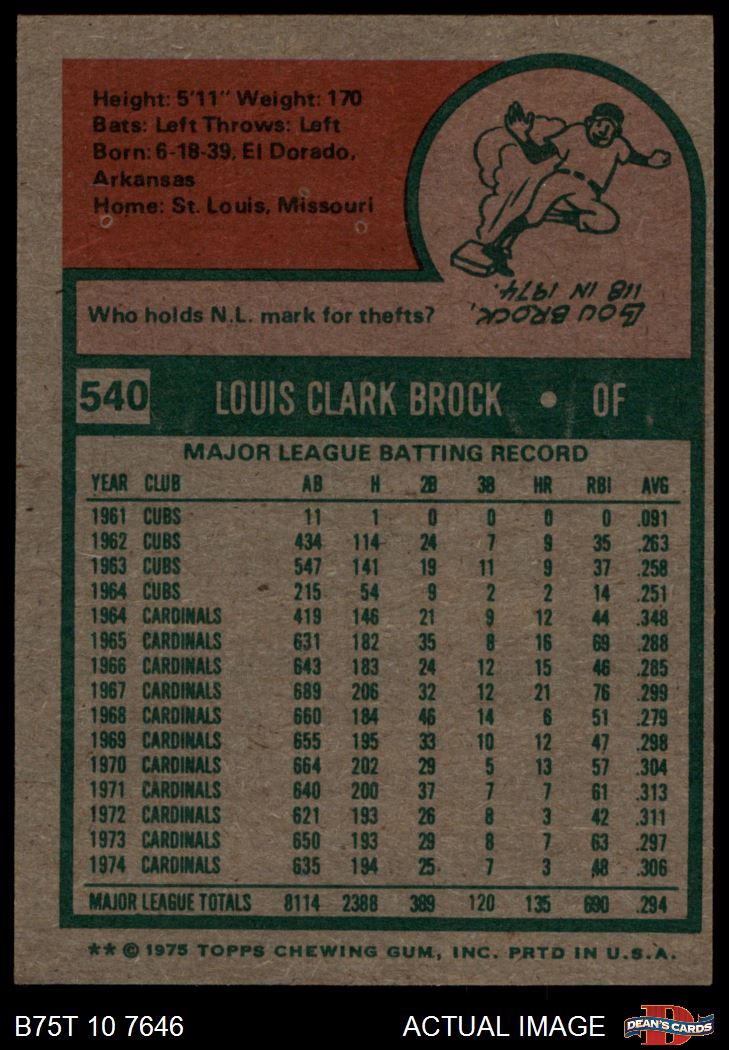 Height: 5'11" Weight: 170
Bats: Left Throws: Left
Born: 6-18-39, El Dorado,
Arkansas
Home: St. Louis, Missouri
Who holds N.L. mark for thefts?
LOU BROCK,
118 IN 1974.
540 LOUIS CLARK BROCK • OF
MAJOR LEAGUE BATTING RECORD
YEAR CLUB AB H 2B 3B HR RBI AVG
1961 CUBS 11 1 0 0 0 0 .091
1962 CUBS 434 114 24 7 9 35 .263
1963 CUBS 547 141 19 11 9 37 .258
1964 CUBS 215 54 9 2 2 14 .251
1964 CARDINALS 419 146 21 9 12 44 .348
1965 CARDINALS 631 182 35 8 16 69 .288
1966 CARDINALS 643 183 24 12 15 46 .285
1967 CARDINALS 689 206 32 12 21 76 .299
1968 CARDINALS 660 184 46 14 6 51 .279
1969 CARDINALS 655 195 33 10 12 47 .298
1970 CARDINALS 664 202 29 5 13 57 .304
1971 CARDINALS 640 200 37 7 7 61 .313
1972 CARDINALS 621 193 26 8 3 42 .311
1973 CARDINALS 650 193 29 8 7 63 .297
1974 CARDINALS 635 194 25 7 3 48 .306
MAJOR LEAGUE TOTALS 8114 2388 389 120 135 690 .294
** © 1975 TOPPS CHEWING GUM, INC. PRTD IN U.S.A.
B75T 10 7646 ACTUAL IMAGE DEAN'S CARDS